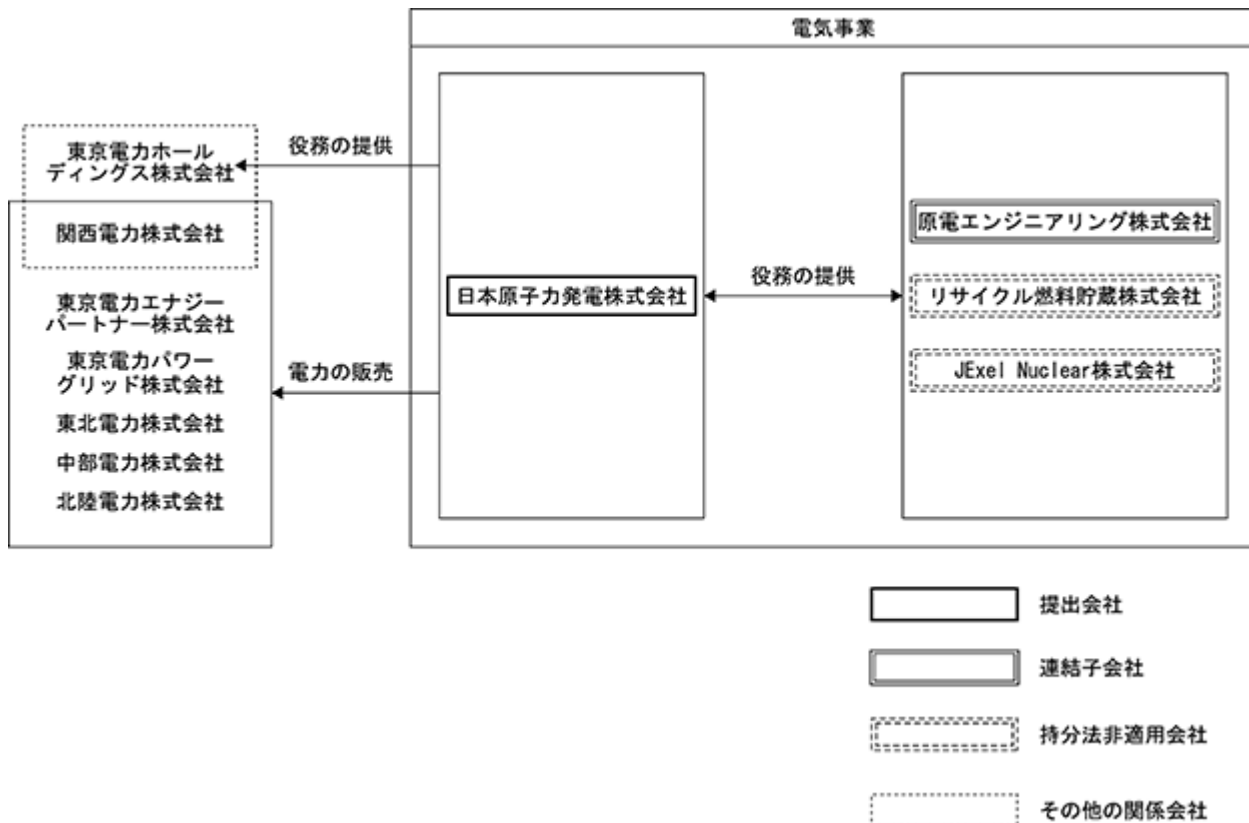 電気事業
役務の提供
東京電力ホール
ディングス株式会社
関西電力株式会社
東京電力エナジー
パートナー株式会社
東京電力パワー
グリッド株式会社
東北電力株式会社
中部電力株式会社
北陸電力株式会社
電力の販売
日本原子力発電株式会社
役務の提供
原電エンジニアリング株式会社
リサイクル燃料貯蔵株式会社
JExel Nuclear株式会社
提出会社
連結子会社
持分法非適用会社
その他の関係会社